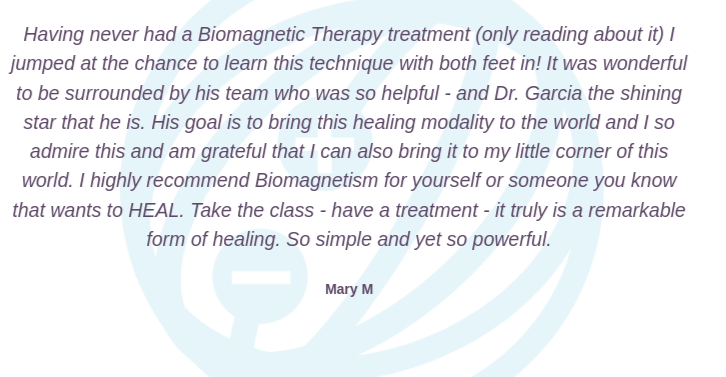 Having never had a Biomagnetic Therapy treatment (only reading about it) I
jumped at the chance to learn this technique with both feet in! It was wonderful
to be surrounded by his team who was so helpful - and Dr. Garcia the shining
star that he is. His goal is to bring this healing modality to the world and I so
admire this and am grateful that I can also bring it to my little corner of this
world. I highly recommend Biomagnetism for yourself or someone you know
that wants to HEAL. Take the class - have a treatment - it truly is a remarkable
form of healing. So simple and yet so powerful.
Mary M